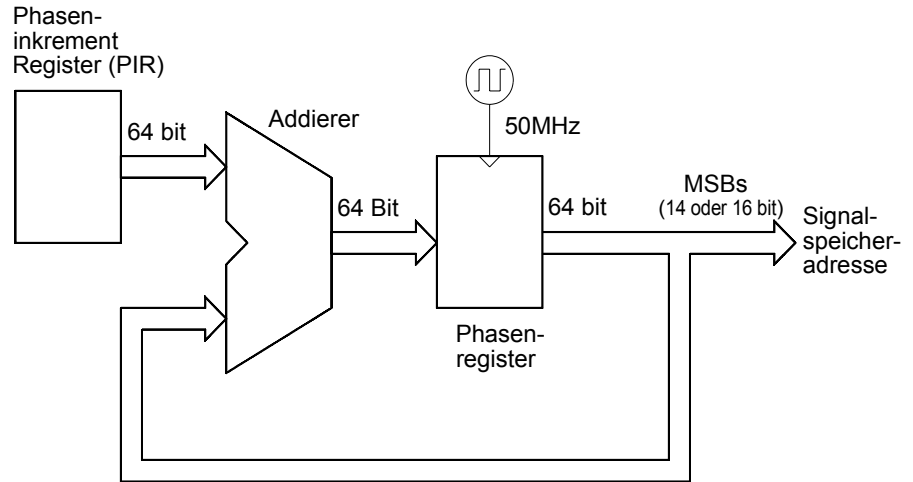 Phasen-
inkrement
Register (PIR)
64 bit
Addierer
64 Bit
50MHz
64 bit
MSBs
(14 oder 16 bit)
Signal-
speicher-
adresse
Phasen-
register